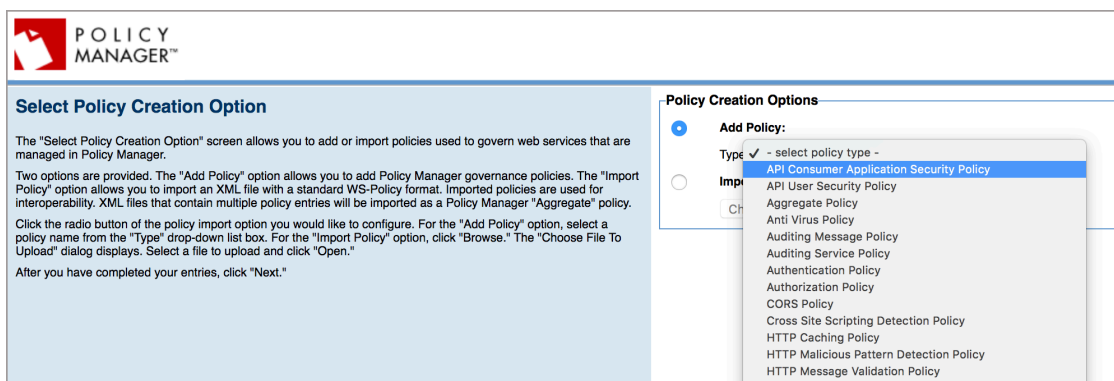 POLICY
MANAGER™
Select Policy Creation Option
The "Select Policy Creation Option" screen allows you to add or import policies used to govern web services that are
managed in Policy Manager.
Two options are provided. The "Add Policy" option allows you to add Policy Manager governance policies. The "Import
Policy" option allows you to import an XML file with a standard WS-Policy format. Imported policies are used for
interoperability. XML files that contain multiple policy entries will be imported as a Policy Manager "Aggregate" policy.
Click the radio button of the policy import option you would like to configure. For the "Add Policy" option, select a
policy name from the "Type" drop-down list box. For the "Import Policy" option, click "Browse." The "Choose File To
Upload" dialog displays. Select a file to upload and click "Open."
After you have completed your entries, click "Next."
Policy Creation Options
Add Policy:
Type
- select policy type -
API Consumer Application Security Policy
API User Security Policy
Impo
Aggregate Policy
Ch
Anti Virus Policy
Auditing Message Policy
Auditing Service Policy
Authentication Policy
Authorization Policy
CORS Policy
Cross Site Scripting Detection Policy
HTTP Caching Policy
HTTP Malicious Pattern Detection Policy
HTTP Message Validation Policy